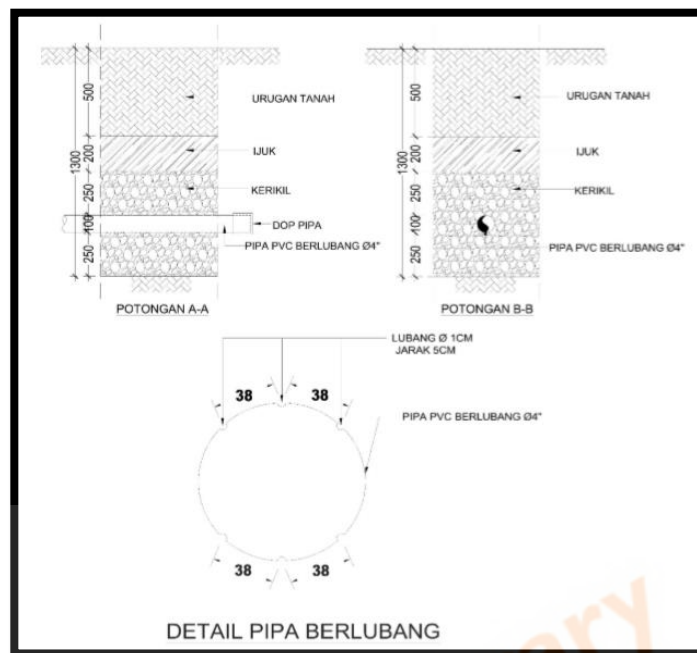 500
200
1300
250
100
250
URUGAN TANAH
IJUK
KERIKIL
DOP PIPA
PIPA PVC BERLUBANG Ø4"
POTONGAN A-A
500
200
1300
250
100
250
URUGAN TANAH
IJUK
KERIKIL
PIPA PVC BERLUBANG Ø4"
POTONGAN B-B
LUBANG Ø 1CM
JARAK 5CM
38
38
PIPA PVC BERLUBANG Ø4"
38
38
DETAIL PIPA BERLUBANG